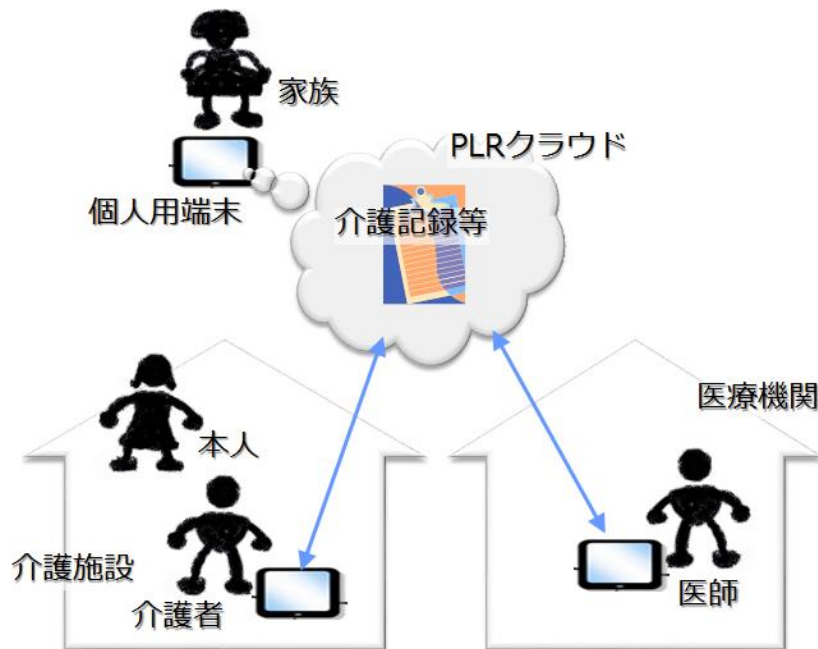 家族
PLRクラウド
個人用端末
介護記録等
医療機関
本人
介護施設
介護者
医師